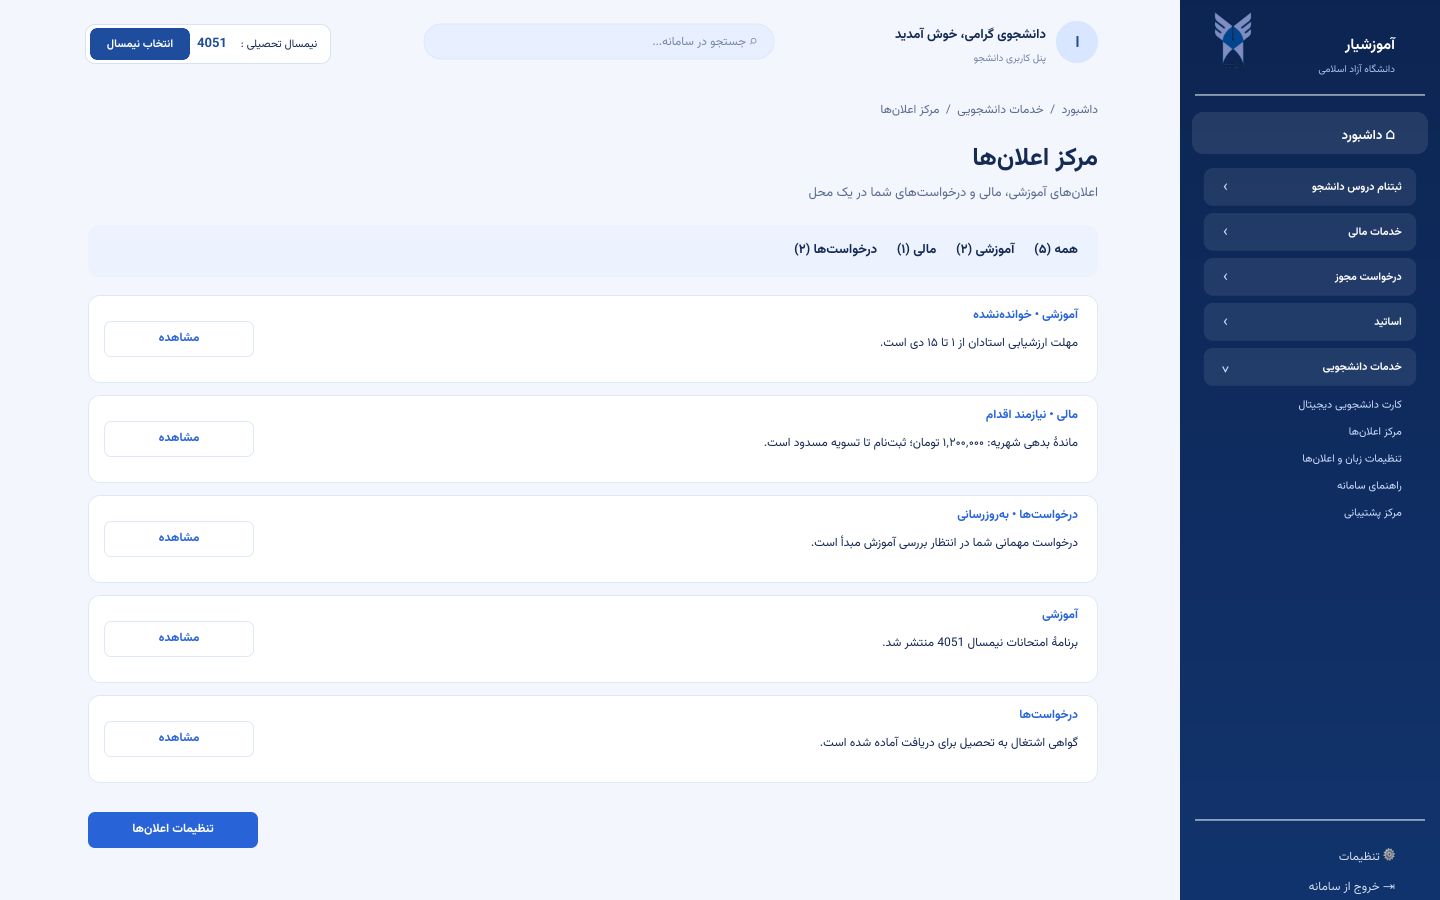 آموزشیار
دانشگاه آزاد اسلامی
⌂ داشبورد
ثبتنام دروس دانشجو
خدمات مالی
درخواست مجوز
اساتید
خدمات دانشجویی
کارت دانشجویی دیجیتال
مرکز اعلان‌ها
تنظیمات زبان و اعلان‌ها
راهنمای سامانه
مرکز پشتیبانی
تنظیمات
خروج از سامانه
ا
دانشجوی گرامی، خوش آمدید
پنل کاربری دانشجو
جستجو در سامانه...
نیمسال تحصیلی : 4051
انتخاب نیمسال
داشبورد / خدمات دانشجویی / مرکز اعلان‌ها
مرکز اعلان‌ها
اعلان‌های آموزشی، مالی و درخواست‌های شما در یک محل
همه (۵) آموزشی (۲) مالی (۱) درخواست‌ها (۲)
آموزشی • خوانده‌نشده
مهلت ارزشیابی استادان از ۱ تا ۱۵ دی است.
مشاهده
مالی • نیازمند اقدام
ماندهٔ بدهی شهریه: ۱,۲۰۰,۰۰۰ تومان؛ ثبت‌نام تا تسویه مسدود است.
مشاهده
درخواست‌ها • به‌روزرسانی
درخواست مهمانی شما در انتظار بررسی آموزش مبدأ است.
مشاهده
آموزشی
برنامهٔ امتحانات نیمسال 4051 منتشر شد.
مشاهده
درخواست‌ها
گواهی اشتغال به تحصیل برای دریافت آماده شده است.
مشاهده
تنظیمات اعلان‌ها